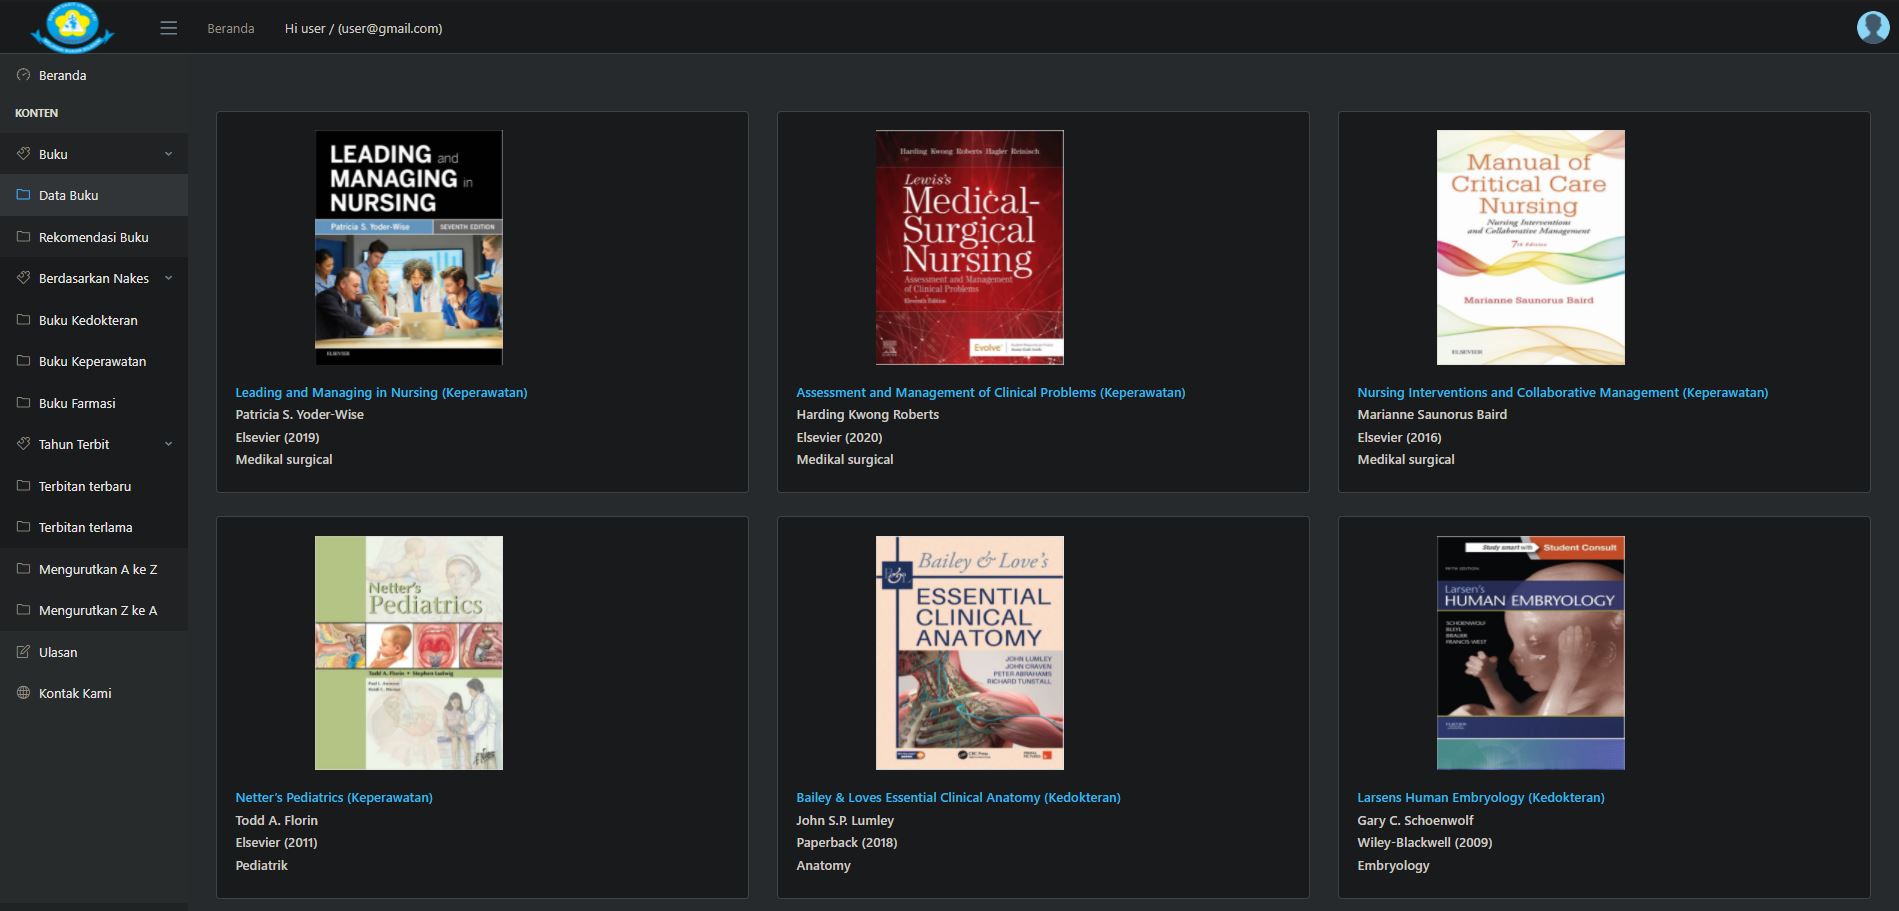 Beranda
Hi user / (user@gmail.com)
Beranda
KONTEN
Buku
Data Buku
Rekomendasi Buku
Berdasarkan Nakes
Buku Kedokteran
Buku Keperawatan
Buku Farmasi
Tahun Terbit
Terbitan terbaru
Terbitan terlama
Mengurutkan A ke Z
Mengurutkan Z ke A
Ulasan
Kontak Kami
LEADING and
MANAGING in
NURSING
Patricia S. Yoder-Wise
SEVENTH EDITION
ELSEVIER
Leading and Managing in Nursing (Keperawatan)
Patricia S. Yoder-Wise
Elsevier (2019)
Medikal surgical
Harding Kwong Roberts Hagler Reinisch
Lewis's
Medical-
Surgical
Nursing
Assessment and Management
of Clinical Problems
Eleventh Edition
Evolve
Assessment and Management of Clinical Problems (Keperawatan)
Harding Kwong Roberts
Elsevier (2020)
Medikal surgical
Manual of
Critical Care
Nursing
Nursing Interventions
and Collaborative Management
7th Edition
Marianne Saunorus Baird
ELSEVIER
Nursing Interventions and Collaborative Management (Keperawatan)
Marianne Saunorus Baird
Elsevier (2016)
Medikal surgical
Netter's
Pediatrics
Todd A. Florin • Stephen Ludwig
Netter's Pediatrics (Keperawatan)
Todd A. Florin
Elsevier (2011)
Pediatrik
Bailey & Love's
B&L
ESSENTIAL
CLINICAL
ANATOMY
JOHN LUMLEY
JOHN CRAVEN
PETER ABRAHAMS
RICHARD TUNSTALL
CRC Press
Bailey & Loves Essential Clinical Anatomy (Kedokteran)
John S.P. Lumley
Paperback (2018)
Anatomy
Study smart with
Student Consult
FIFTH EDITION
Larsen's
HUMAN EMBRYOLOGY
SCHOENWOLF
BLEYL
BRAUER
FRANCIS-WEST
Larsens Human Embryology (Kedokteran)
Gary C. Schoenwolf
Wiley-Blackwell (2009)
Embryology